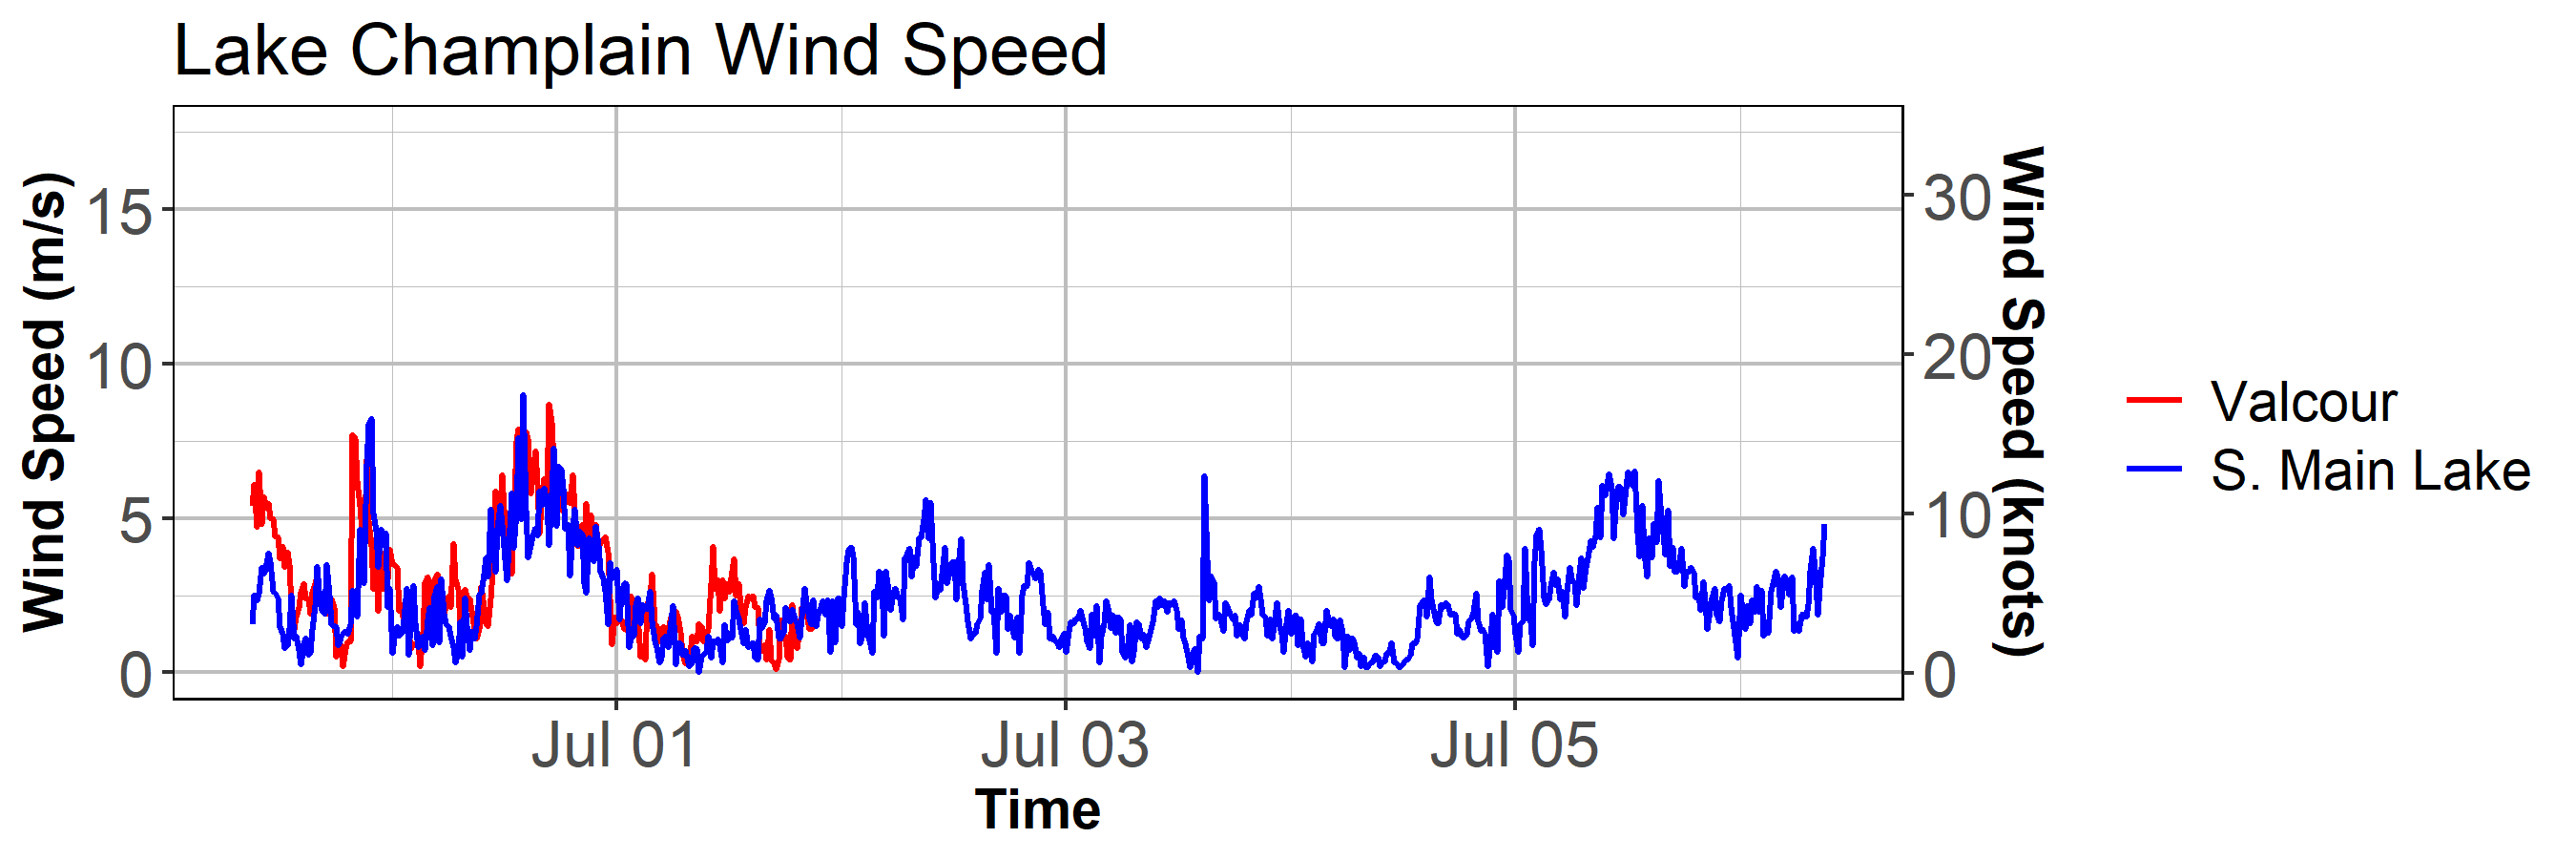 Lake Champlain Wind Speed
Wind Speed (m/s)
15
10
5
0
30
20
10
0
Wind Speed (knots)
Jul 01
Jul 03
Jul 05
Time
Valcour
S. Main Lake